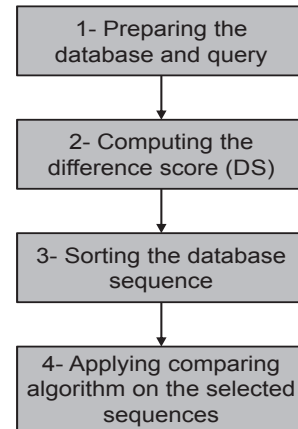 1- Preparing the
database and query
2- Computing the
difference score (DS)
3- Sorting the database
sequence
4- Applying comparing
algorithm on the selected
sequences